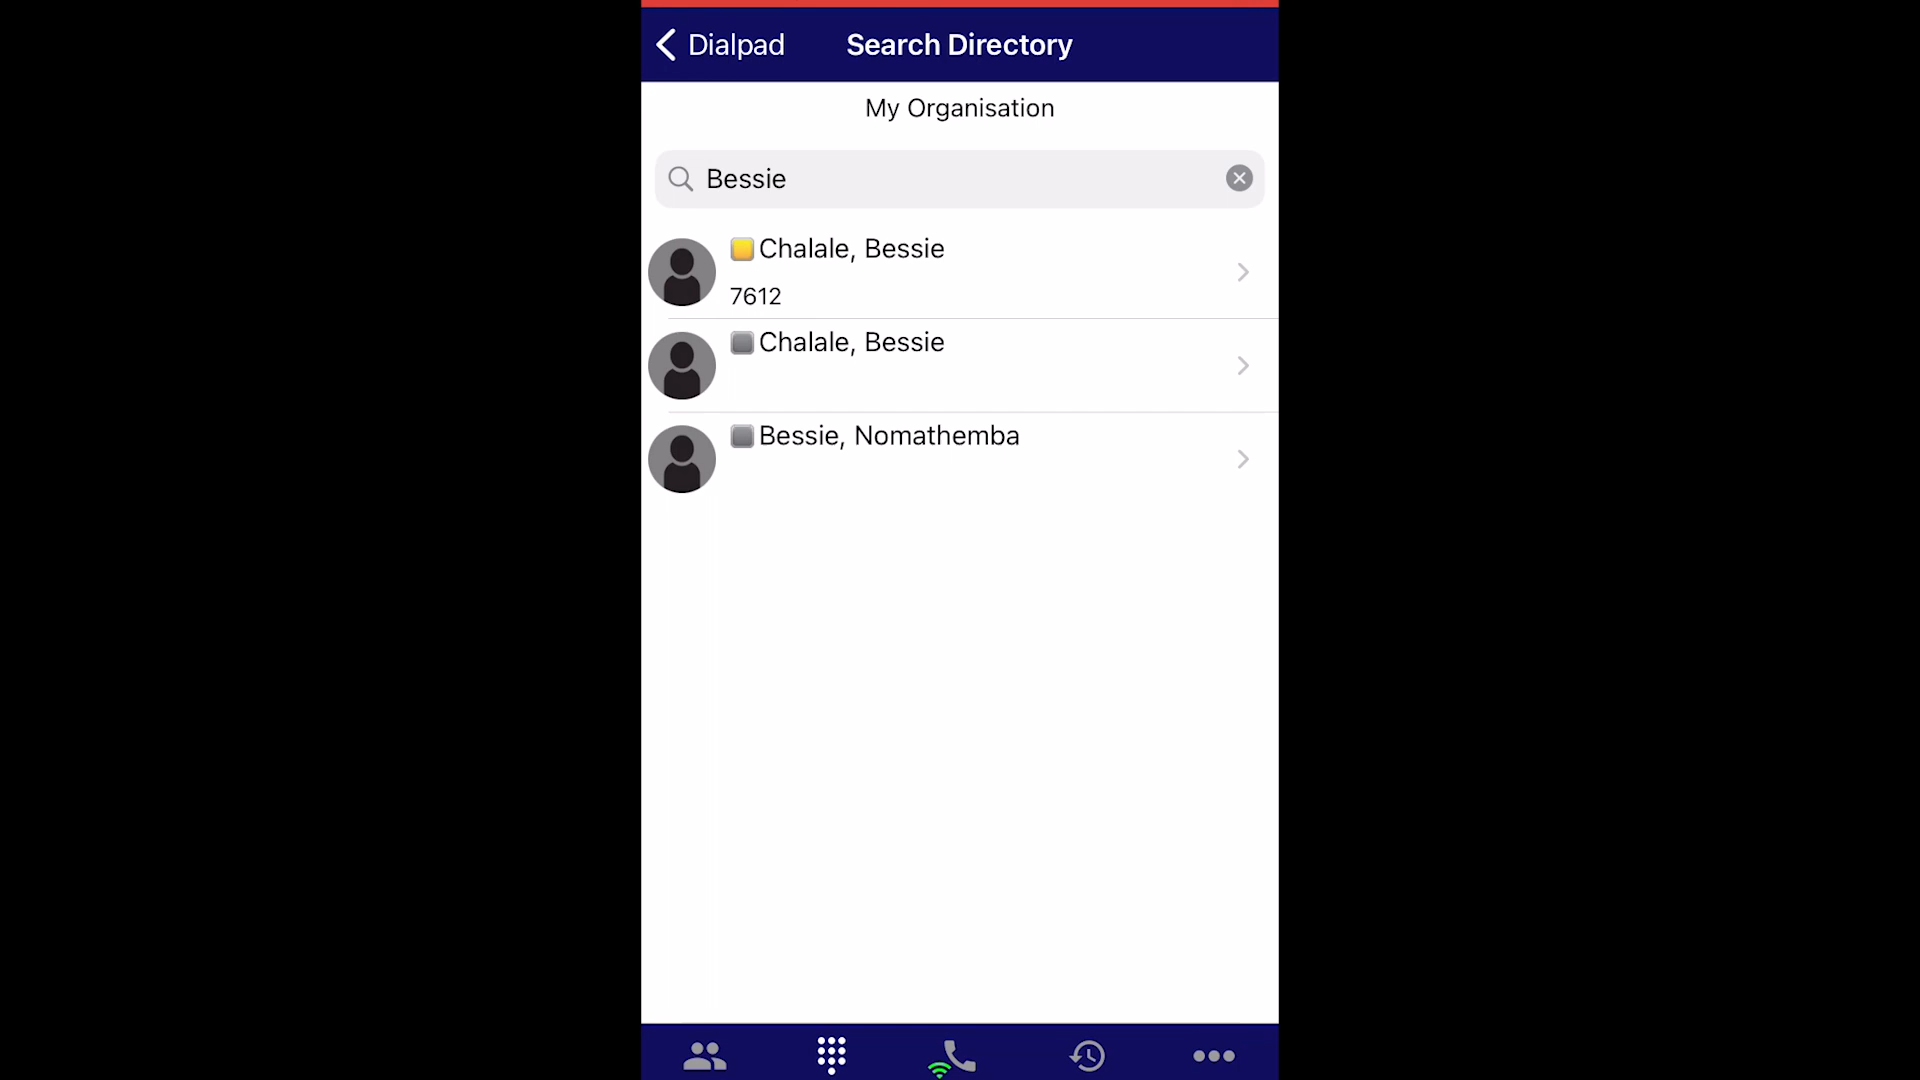 Dialpad
Search Directory
My Organisation
Bessie
Chalale, Bessie
7612
Chalale, Bessie
Bessie, Nomathemba